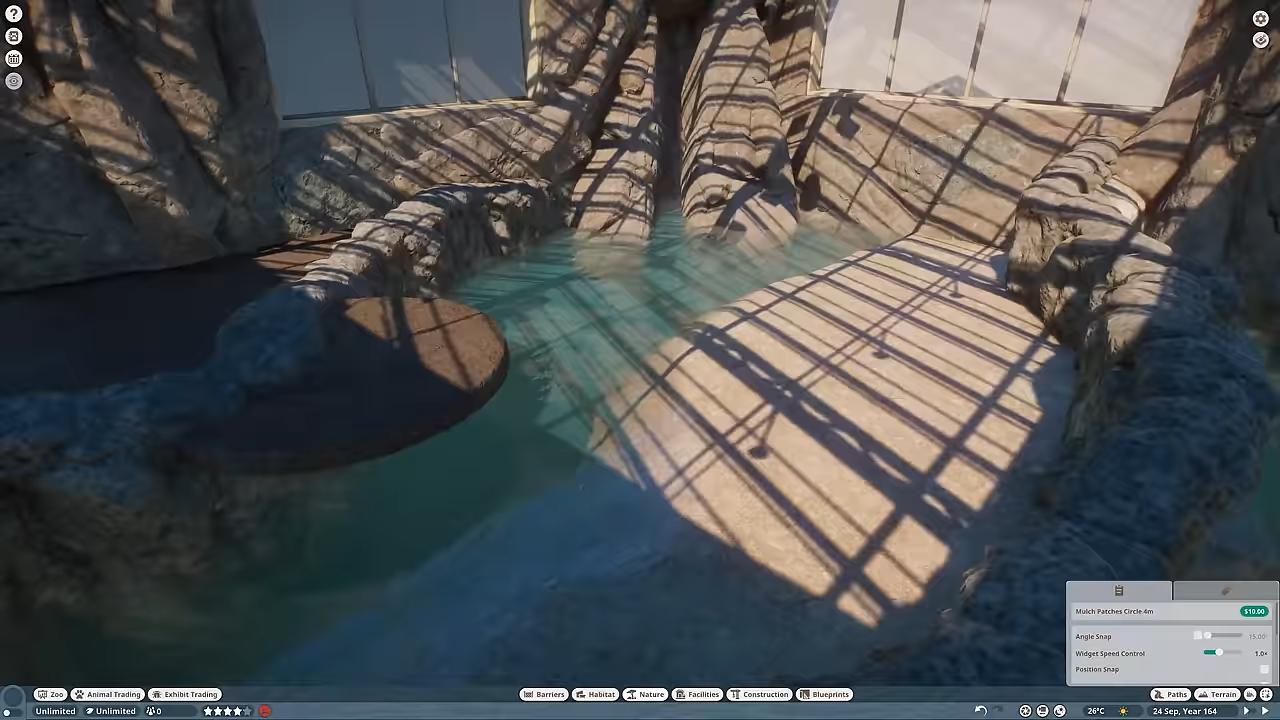 ?
Mulch Patches Circle 4m $10.00
Angle Snap 15.00°
Widget Speed Control 1.0x
Position Snap
Zoo Animal Trading Exhibit Trading Barriers Habitat Nature Facilities Construction Blueprints Paths Terrain
Unlimited Unlimited 0 26°C 24 Sep, Year 164